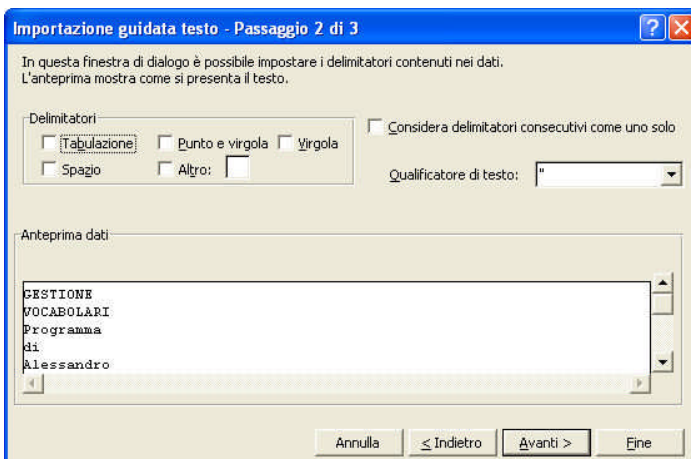 Importazione guidata testo - Passaggio 2 di 3
In questa finestra di dialogo è possibile impostare i delimitatori contenuti nei dati.
L'anteprima mostra come si presenta il testo.
Delimitatori
Tabulazione Punto e virgola Virgola
Spazio Altro:
Considera delimitatori consecutivi come uno solo
Qualificatore di testo: "
Anteprima dati
GESTIONE
VOCABOLARI
Programma
di
Alessandro
Annulla < Indietro Avanti > Fine